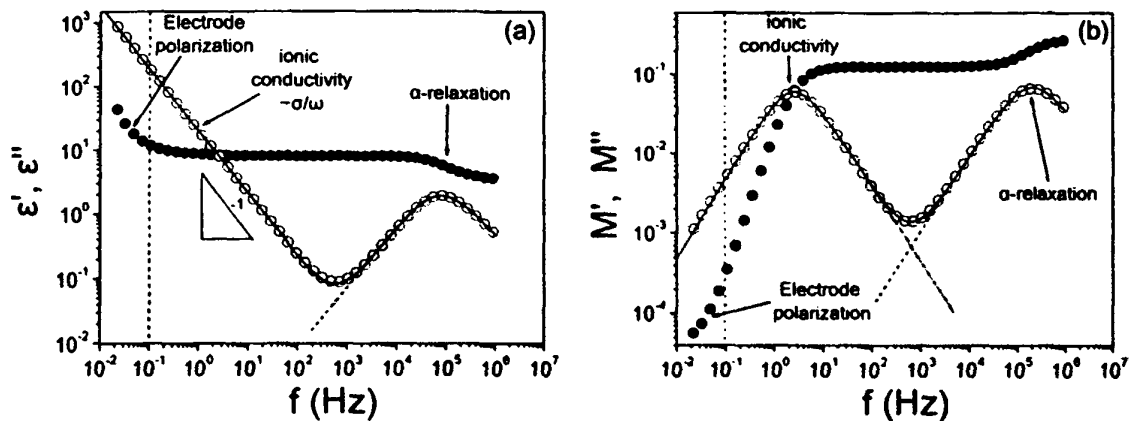 (a)
Electrode
polarization
ionic
conductivity
~σ/ω
α-relaxation
-1
ε', ε''
10³
10²
10¹
10⁰
10⁻¹
10⁻²
10⁻² 10⁻¹ 10⁰ 10¹ 10² 10³ 10⁴ 10⁵ 10⁶ 10⁷
f (Hz)
(b)
ionic
conductivity
α-relaxation
Electrode
polarization
M', M''
10⁻¹
10⁻²
10⁻³
10⁻⁴
10⁻² 10⁻¹ 10⁰ 10¹ 10² 10³ 10⁴ 10⁵ 10⁶ 10⁷
f (Hz)